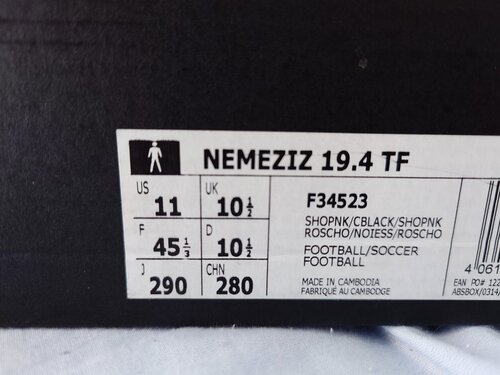 NEMEZIZ 19.4 TF
US 11 UK 10½
F 45⅓ D 10½
J 290 CHN 280
F34523
SHOPNK/CBLACK/SHOPNK
ROSCHO/NOIESS/ROSCHO
FOOTBALL/SOCCER
FOOTBALL
MADE IN CAMBODIA
FABRIQUÉ AU CAMBODGE
4 061
EAN PO# 122
ABSBOX/0314/